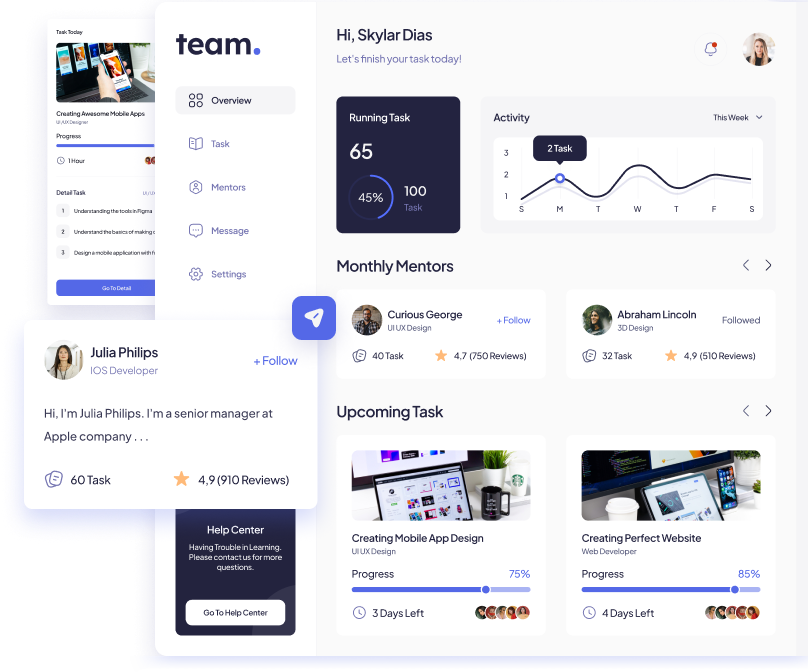 Task Today
Creating Awesome Mobile Apps
UI/UX Designer
Progress
1 Hour
Detail Task
UI/UX
1 Understanding the tools in Figma
2 Understand the basics of making
3 Design a mobile application with
Go To Detail
team.
Overview
Task
Mentors
Message
Settings
Julia Philips
IOS Developer
+ Follow
Hi, I'm Julia Philips. I'm a senior manager at
Apple company . . .
60 Task
4,9 (910 Reviews)
Help Center
Having Trouble in Learning.
Please contact us for more
questions.
Go To Help Center
Hi, Skylar Dias
Let's finish your task today!
Running Task
65
45%
100
Task
Activity
This Week
2 Task
3
2
1
S M T W T F S
Monthly Mentors
Curious George
UI UX Design
+ Follow
40 Task
4,7 (750 Reviews)
Abraham Lincoln
3D Design
Followed
32 Task
4,9 (510 Reviews)
Upcoming Task
Creating Mobile App Design
UI UX Design
Progress 75%
3 Days Left
Creating Perfect Website
Web Developer
Progress 85%
4 Days Left